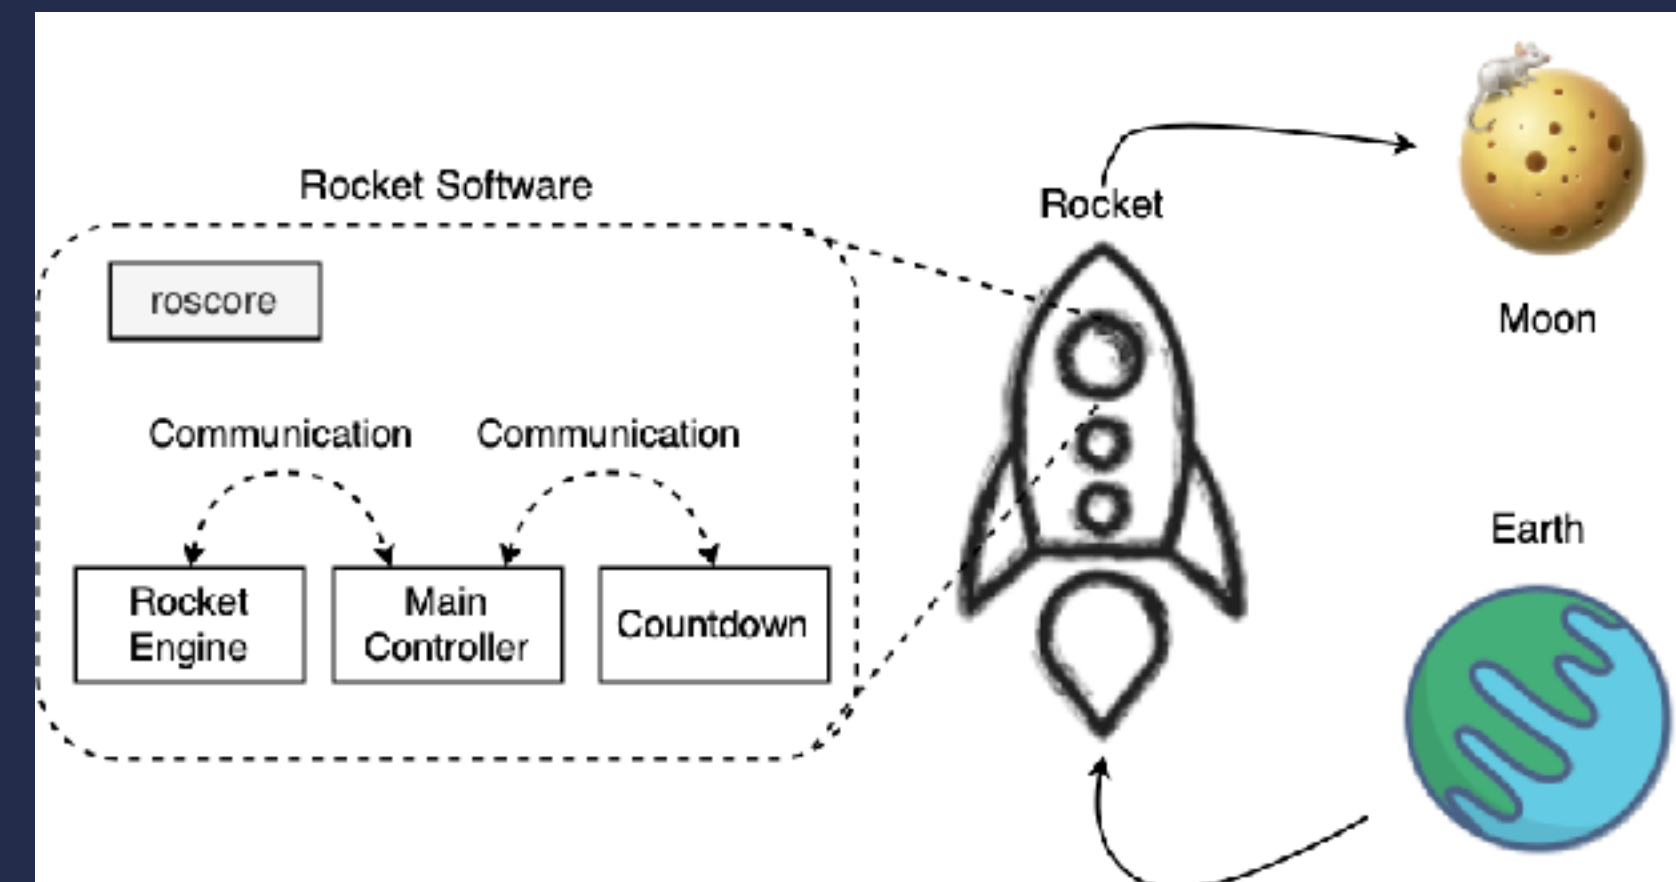 Rocket Software
roscore
Communication
Communication
Rocket
Engine
Main
Controller
Countdown
Rocket
Moon
Earth